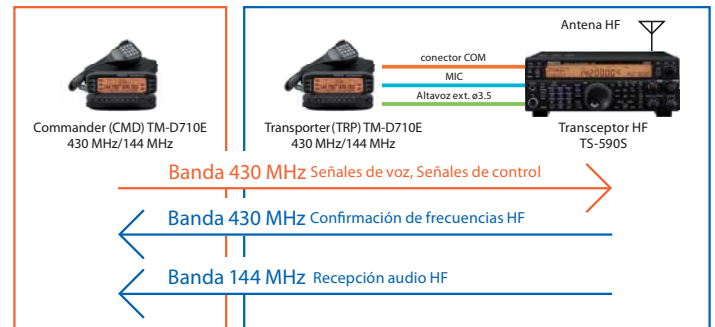 Antena HF
conector COM
MIC
Altavoz ext. ø3.5
Commander (CMD) TM-D710E
430 MHz/144 MHz
Transporter (TRP) TM-D710E
430 MHz/144 MHz
Transceptor HF
TS-590S
Banda 430 MHz Señales de voz, Señales de control
Banda 430 MHz Confirmación de frecuencias HF
Banda 144 MHz Recepción audio HF